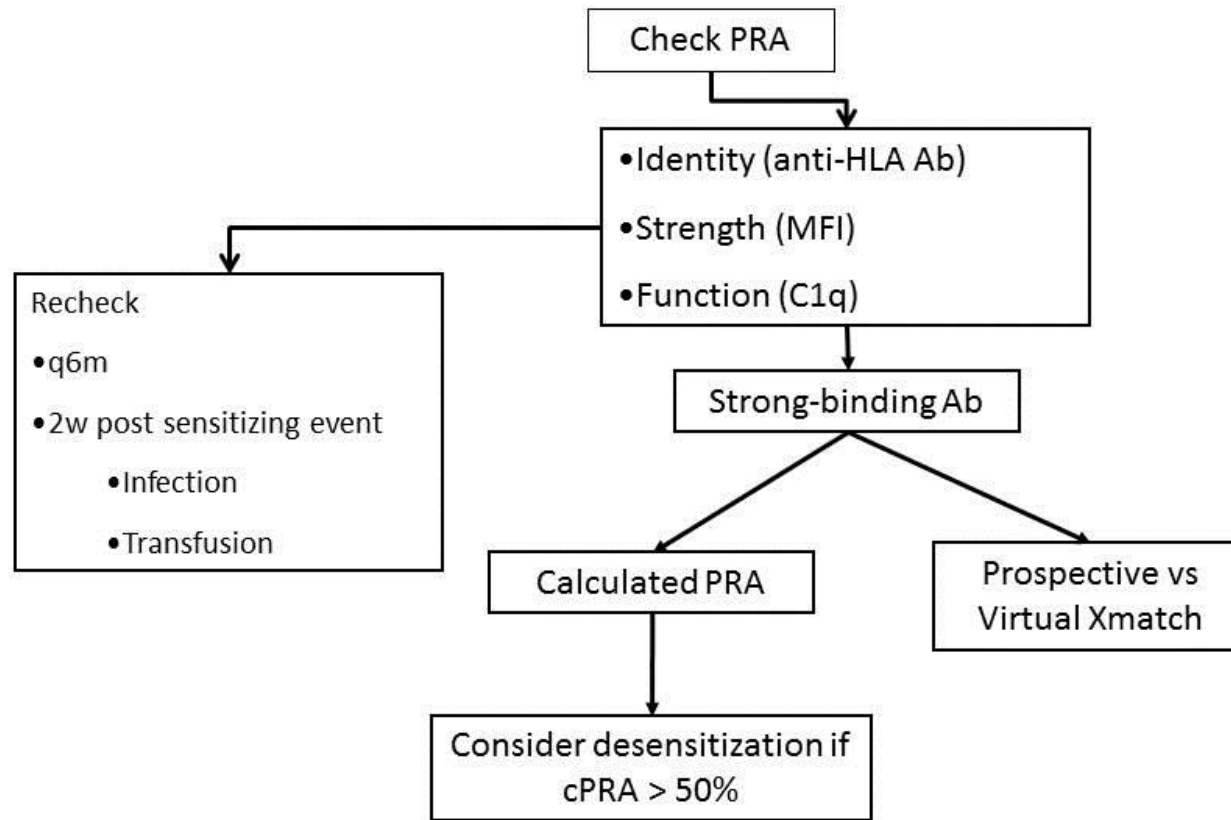 Check PRA
•Identity (anti-HLA Ab)
•Strength (MFI)
•Function (C1q)
Recheck
•q6m
•2w post sensitizing event
•Infection
•Transfusion
Strong-binding Ab
Calculated PRA
Prospective vs
Virtual Xmatch
Consider desensitization if
cPRA > 50%